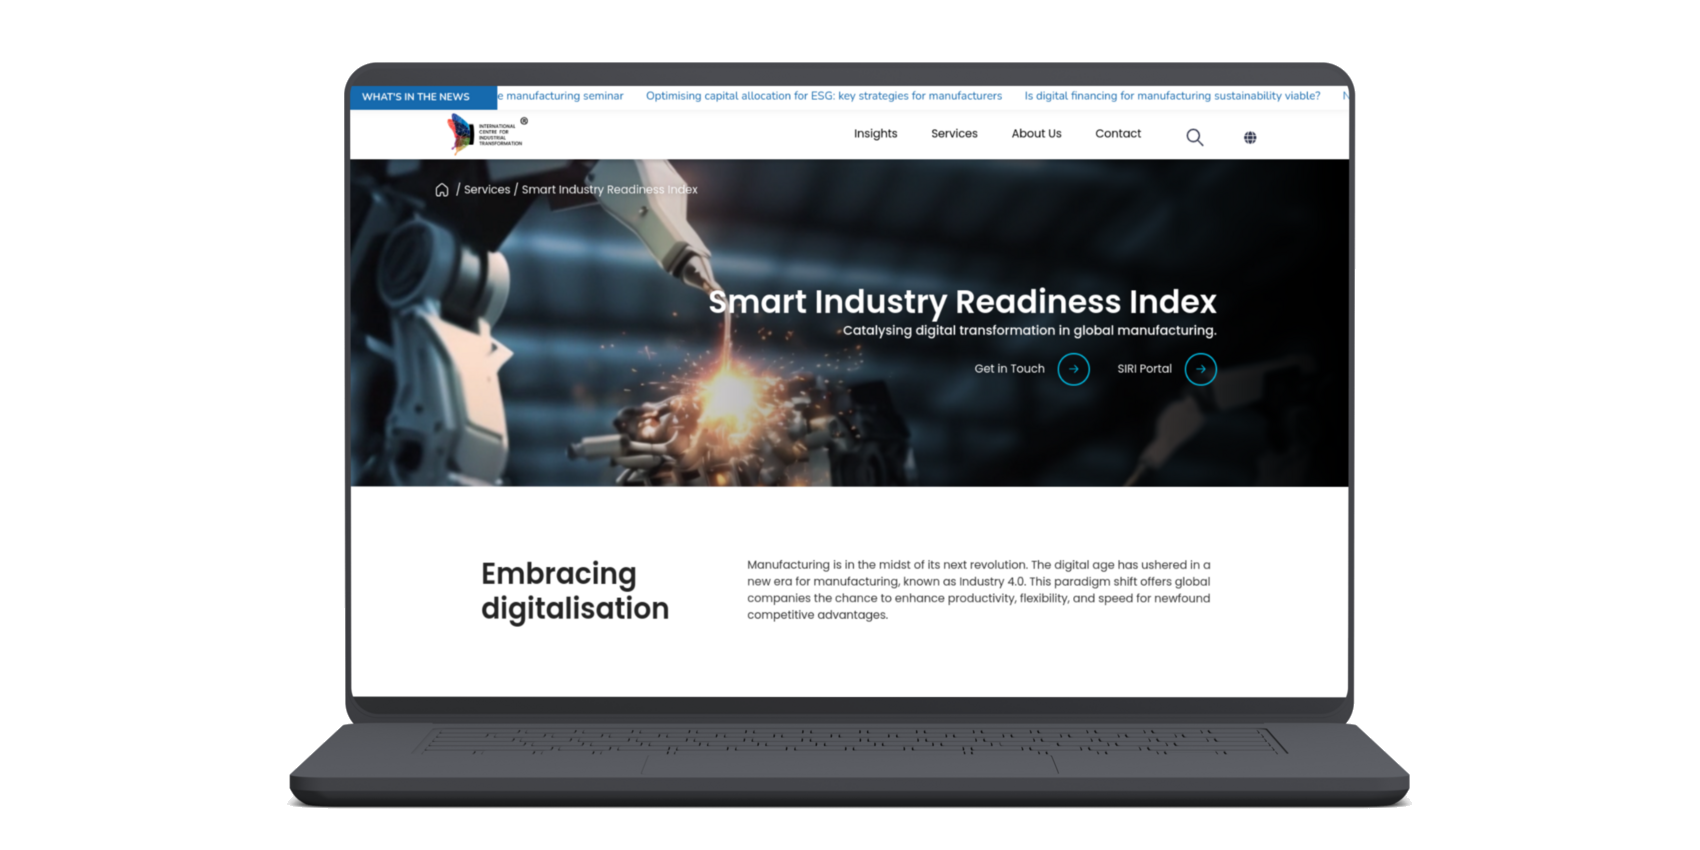 WHAT'S IN THE NEWS
e manufacturing seminar
Optimising capital allocation for ESG: key strategies for manufacturers
Is digital financing for manufacturing sustainability viable?
N
INTERNATIONAL
CENTRE FOR
INDUSTRIAL
TRANSFORMATION
®
Insights
Services
About Us
Contact
/ Services / Smart Industry Readiness Index
Smart Industry Readiness Index
Catalysing digital transformation in global manufacturing.
Get in Touch
SIRI Portal
Embracing
digitalisation
Manufacturing is in the midst of its next revolution. The digital age has ushered in a
new era for manufacturing, known as Industry 4.0. This paradigm shift offers global
companies the chance to enhance productivity, flexibility, and speed for newfound
competitive advantages.